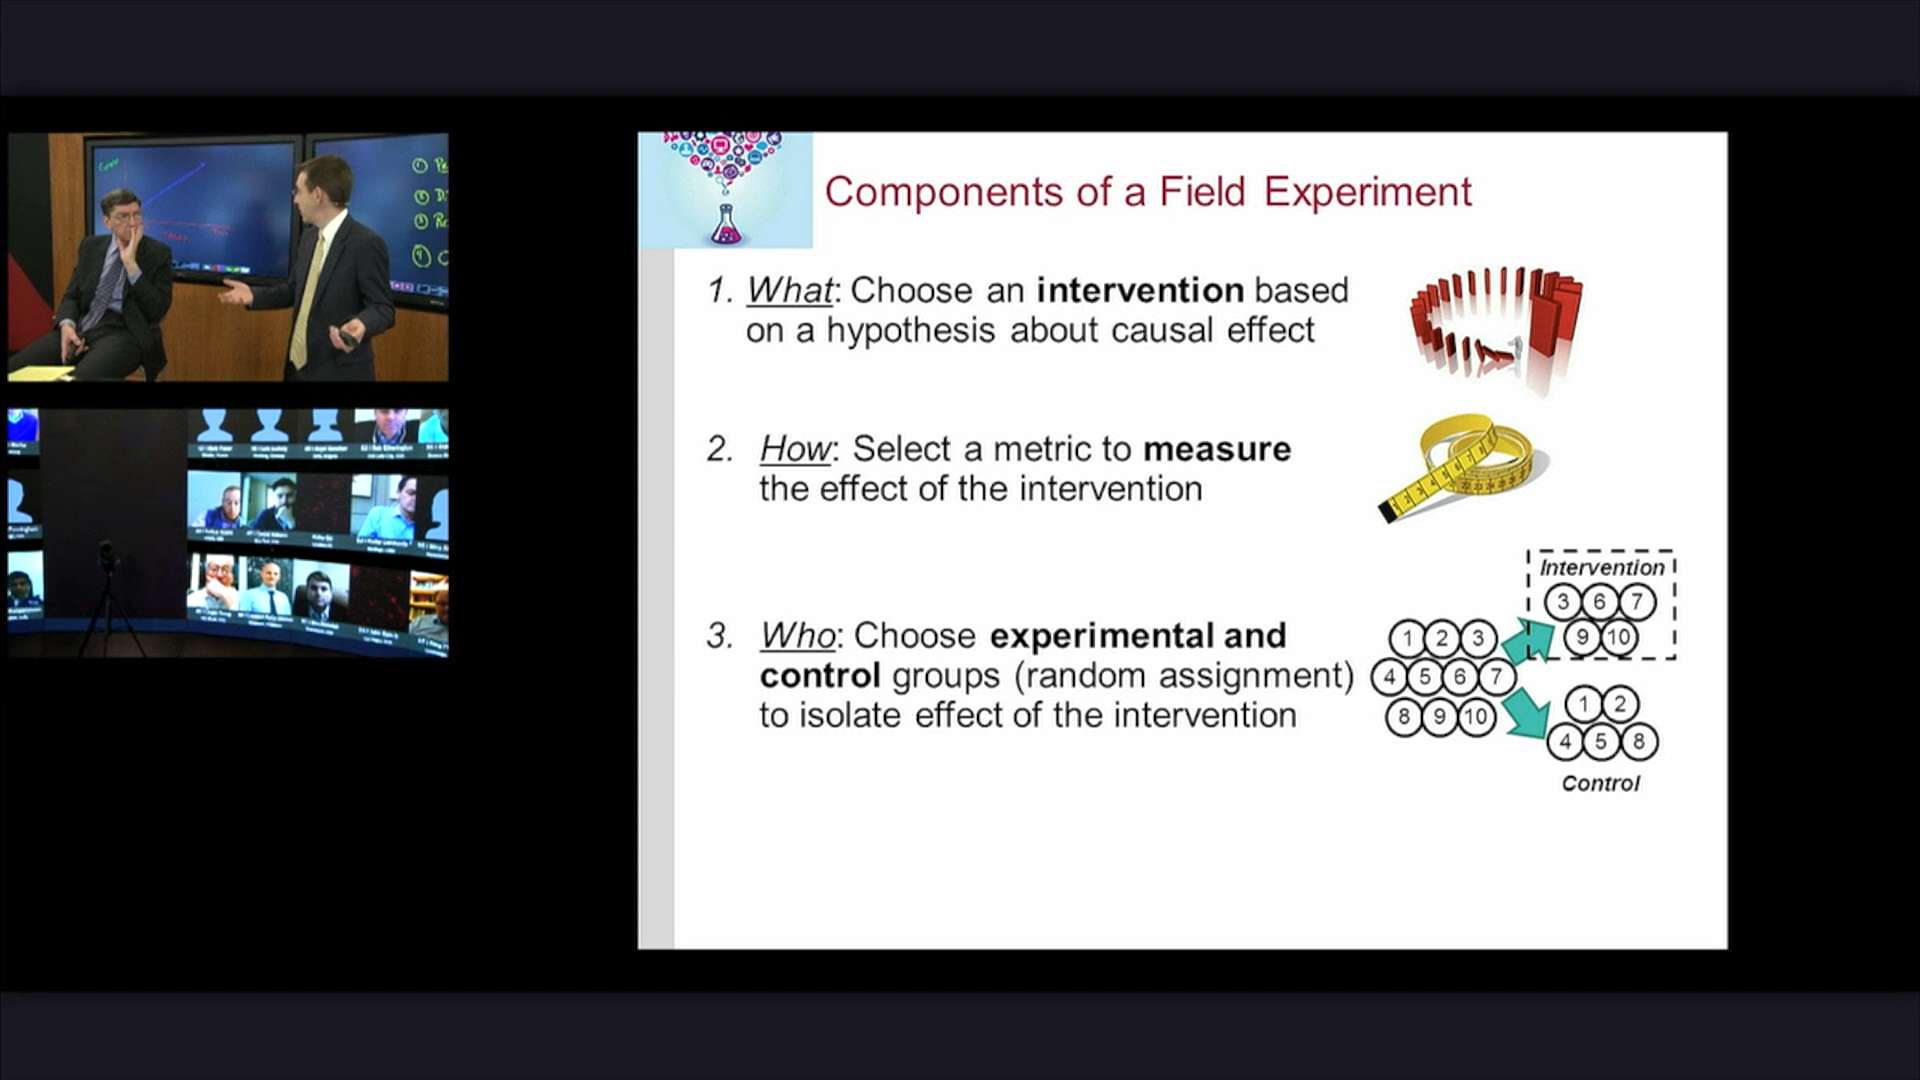 Components of a Field Experiment
1. What: Choose an intervention based
on a hypothesis about causal effect
2. How: Select a metric to measure
the effect of the intervention
3. Who: Choose experimental and
control groups (random assignment)
to isolate effect of the intervention
Intervention
3 6 7
9 10
1 2 3
4 5 6 7
8 9 10
1 2
4 5 8
Control